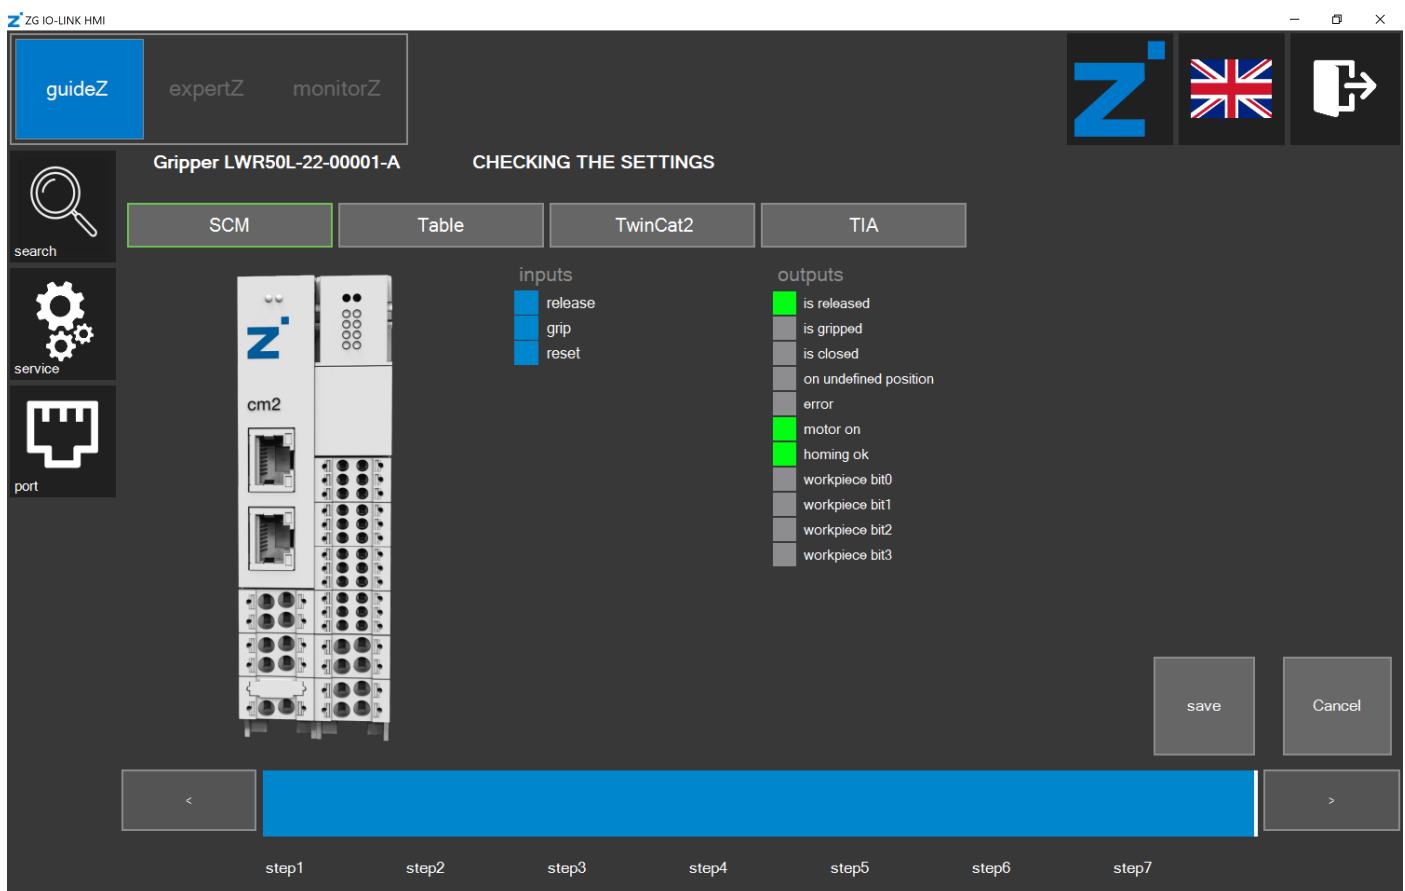 ZG IO-LINK HMI
guideZ expertZ monitorZ
Gripper LWR50L-22-00001-A CHECKING THE SETTINGS
search
SCM Table TwinCat2 TIA
service
port
cm2
inputs
release
grip
reset
outputs
is released
is gripped
is closed
on undefined position
error
motor on
homing ok
workpiece bit0
workpiece bit1
workpiece bit2
workpiece bit3
save Cancel
< >
step1 step2 step3 step4 step5 step6 step7